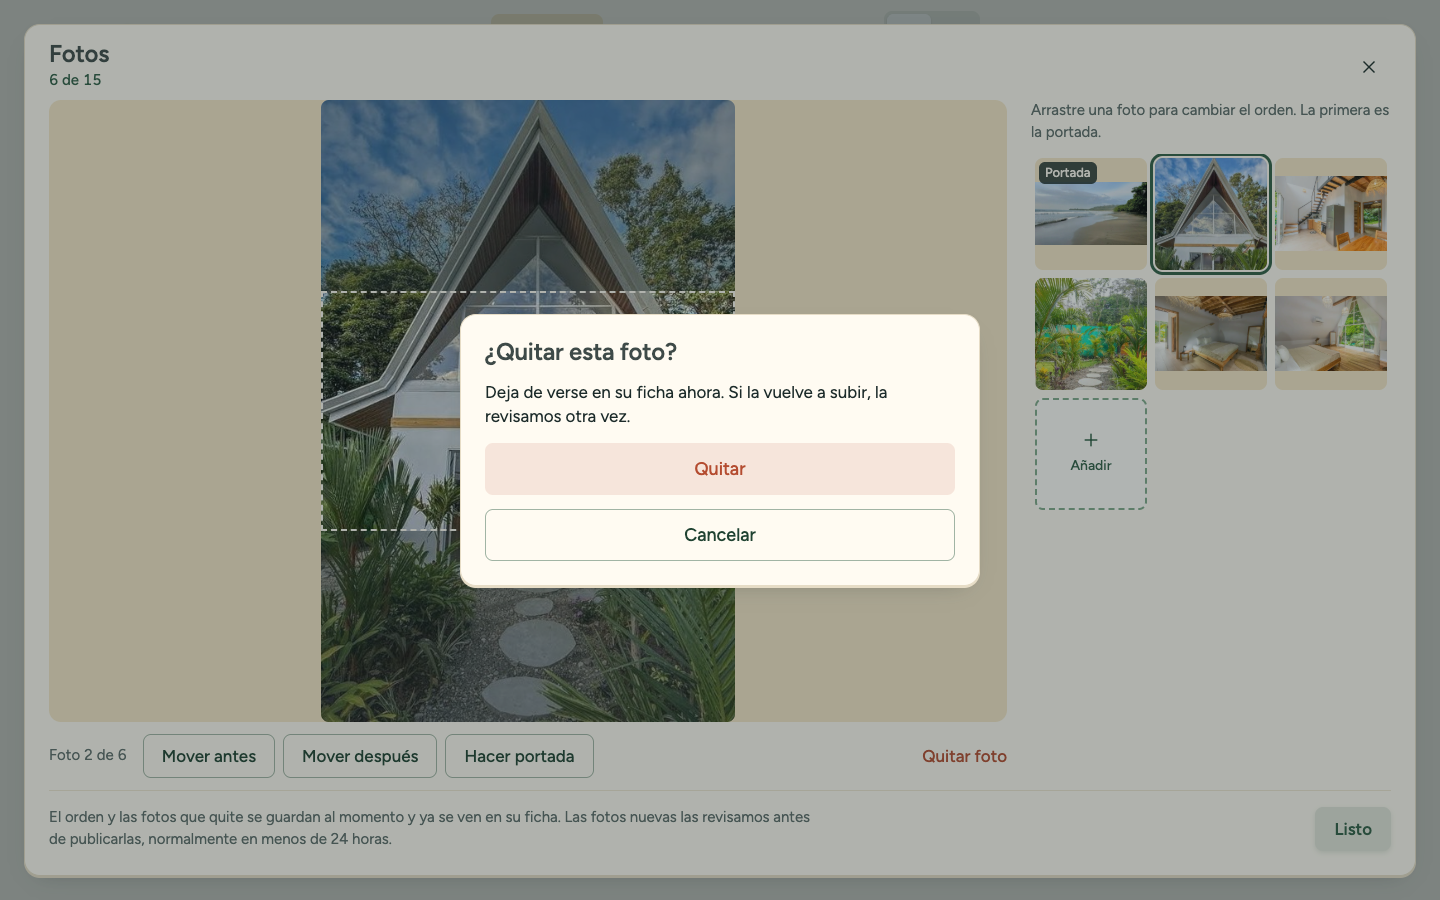 Fotos
6 de 15
Arrastre una foto para cambiar el orden. La primera es
la portada.
Portada
Añadir
¿Quitar esta foto?
Deja de verse en su ficha ahora. Si la vuelve a subir, la
revisamos otra vez.
Quitar
Cancelar
Foto 2 de 6
Mover antes
Mover después
Hacer portada
Quitar foto
El orden y las fotos que quite se guardan al momento y ya se ven en su ficha. Las fotos nuevas las revisamos antes
de publicarlas, normalmente en menos de 24 horas.
Listo